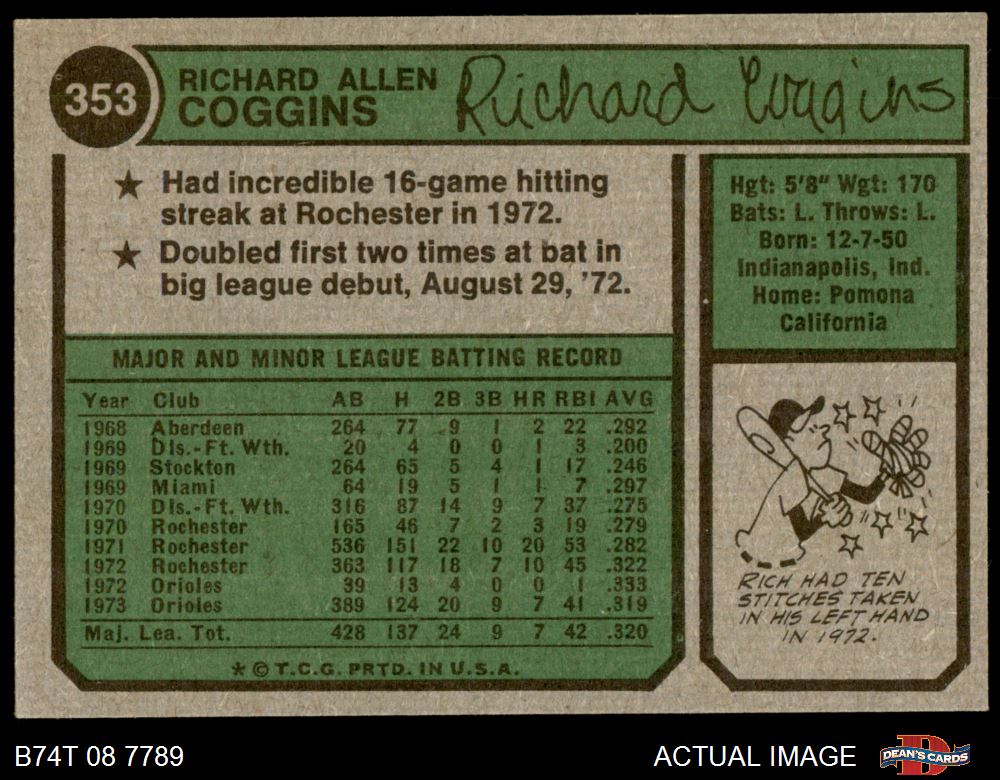 353
RICHARD ALLEN
COGGINS
Richard Coggins
★ Had incredible 16-game hitting
streak at Rochester in 1972.
★ Doubled first two times at bat in
big league debut, August 29, '72.
Hgt: 5'8" Wgt: 170
Bats: L. Throws: L.
Born: 12-7-50
Indianapolis, Ind.
Home: Pomona
California
MAJOR AND MINOR LEAGUE BATTING RECORD
Year Club AB H 2B 3B HR RBI AVG
1968 Aberdeen 264 77 9 1 2 22 .292
1969 Dls.-Ft. Wth. 20 4 0 0 1 3 .200
1969 Stockton 264 65 5 4 1 17 .246
1969 Miami 64 19 5 1 1 7 .297
1970 Dls.-Ft. Wth. 316 87 14 9 7 37 .275
1970 Rochester 165 46 7 2 3 19 .279
1971 Rochester 536 151 22 10 20 53 .282
1972 Rochester 363 117 18 7 10 45 .322
1972 Orioles 39 13 4 0 0 1 .333
1973 Orioles 389 124 20 9 7 41 .319
Maj. Lea. Tot. 428 137 24 9 7 42 .320
* © T.C.G. PRTD. IN U.S.A.
RICH HAD TEN
STITCHES TAKEN
IN HIS LEFT HAND
IN 1972.
B74T 08 7789
ACTUAL IMAGE
DEAN'S CARDS